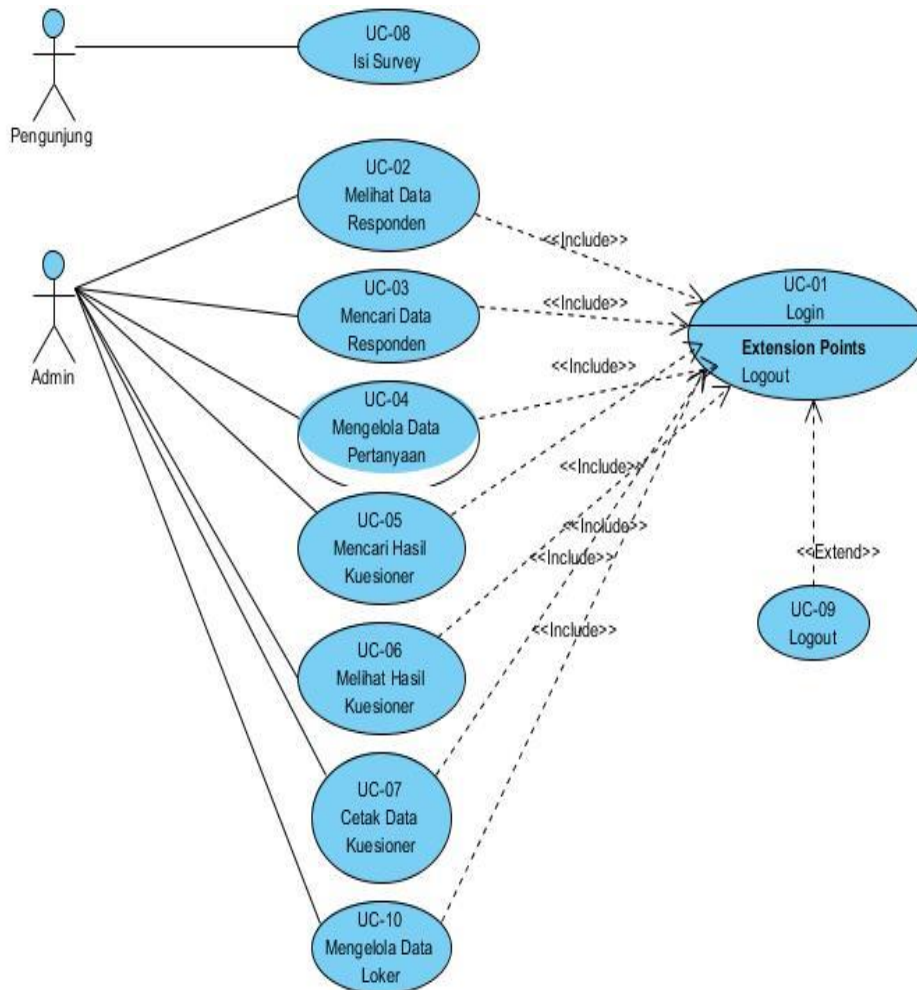 UC-08
Isi Survey
Pengunjung
UC-02
Melihat Data
Responden
<<Include>>
UC-01
Login
Extension Points
Logout
UC-03
Mencari Data
Responden
<<Include>>
Admin
UC-04
Mengelola Data
Pertanyaan
<<Include>>
UC-05
Mencari Hasil
Kuesioner
<<Include>>
<<Include>>
<<Include>>
<<Extend>>
UC-09
Logout
UC-06
Melihat Hasil
Kuesioner
<<Include>>
UC-07
Cetak Data
Kuesioner
UC-10
Mengelola Data
Loker